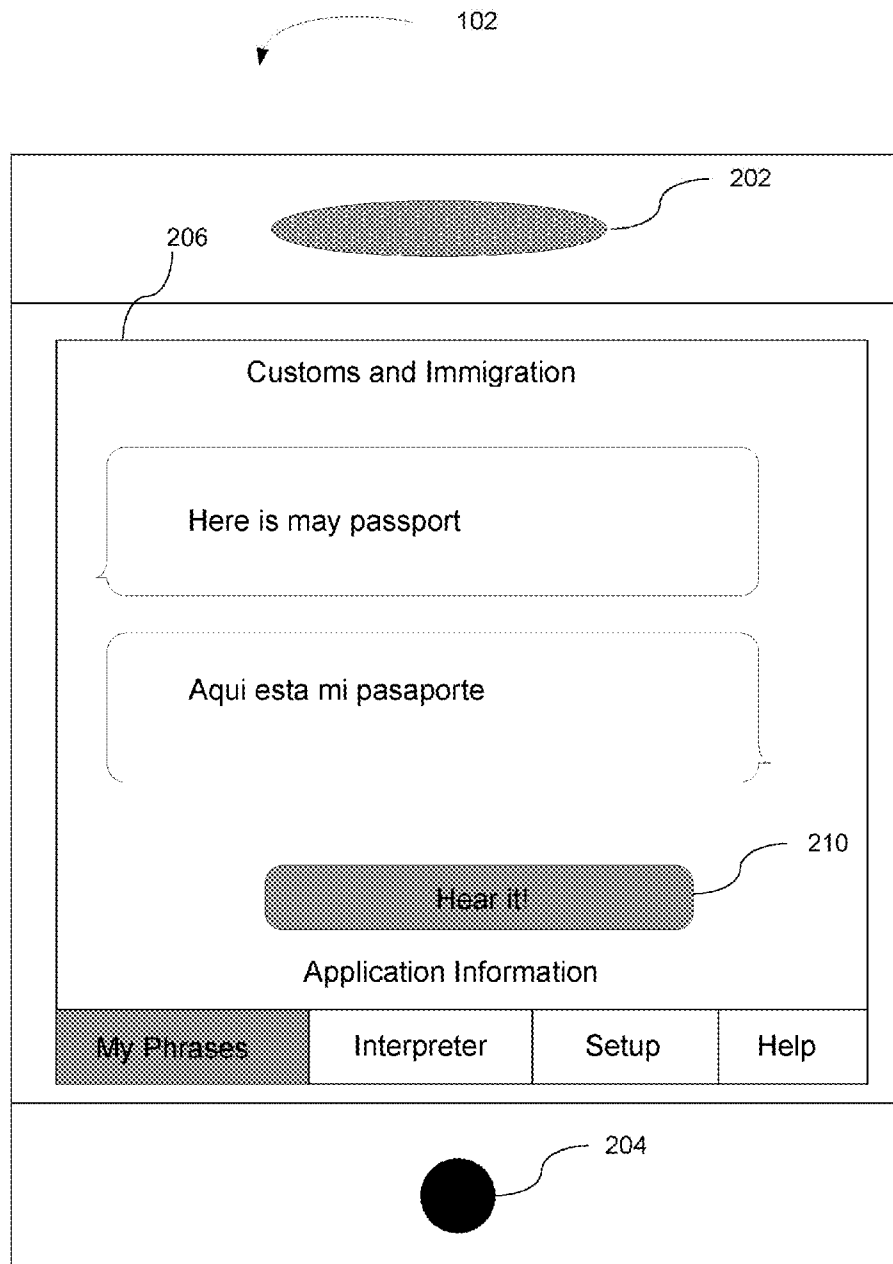 102
202
206
Customs and Immigration
Here is may passport
Aqui esta mi pasaporte
210
Hear it!
Application Information
My Phrases Interpreter Setup Help
204